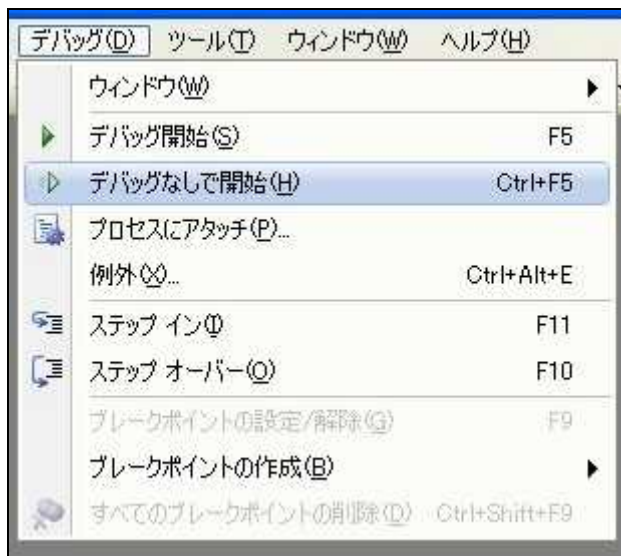 デバッグ(D) ツール(T) ウィンドウ(W) ヘルプ(H)
ウィンドウ(W)
デバッグ開始(S) F5
デバッグなしで開始(H) Ctrl+F5
プロセスにアタッチ(P)...
例外(X)... Ctrl+Alt+E
ステップ イン(I) F11
ステップ オーバー(O) F10
ブレークポイントの設定/解除(G) F9
ブレークポイントの作成(B)
すべてのブレークポイントの削除(D) Ctrl+Shift+F9